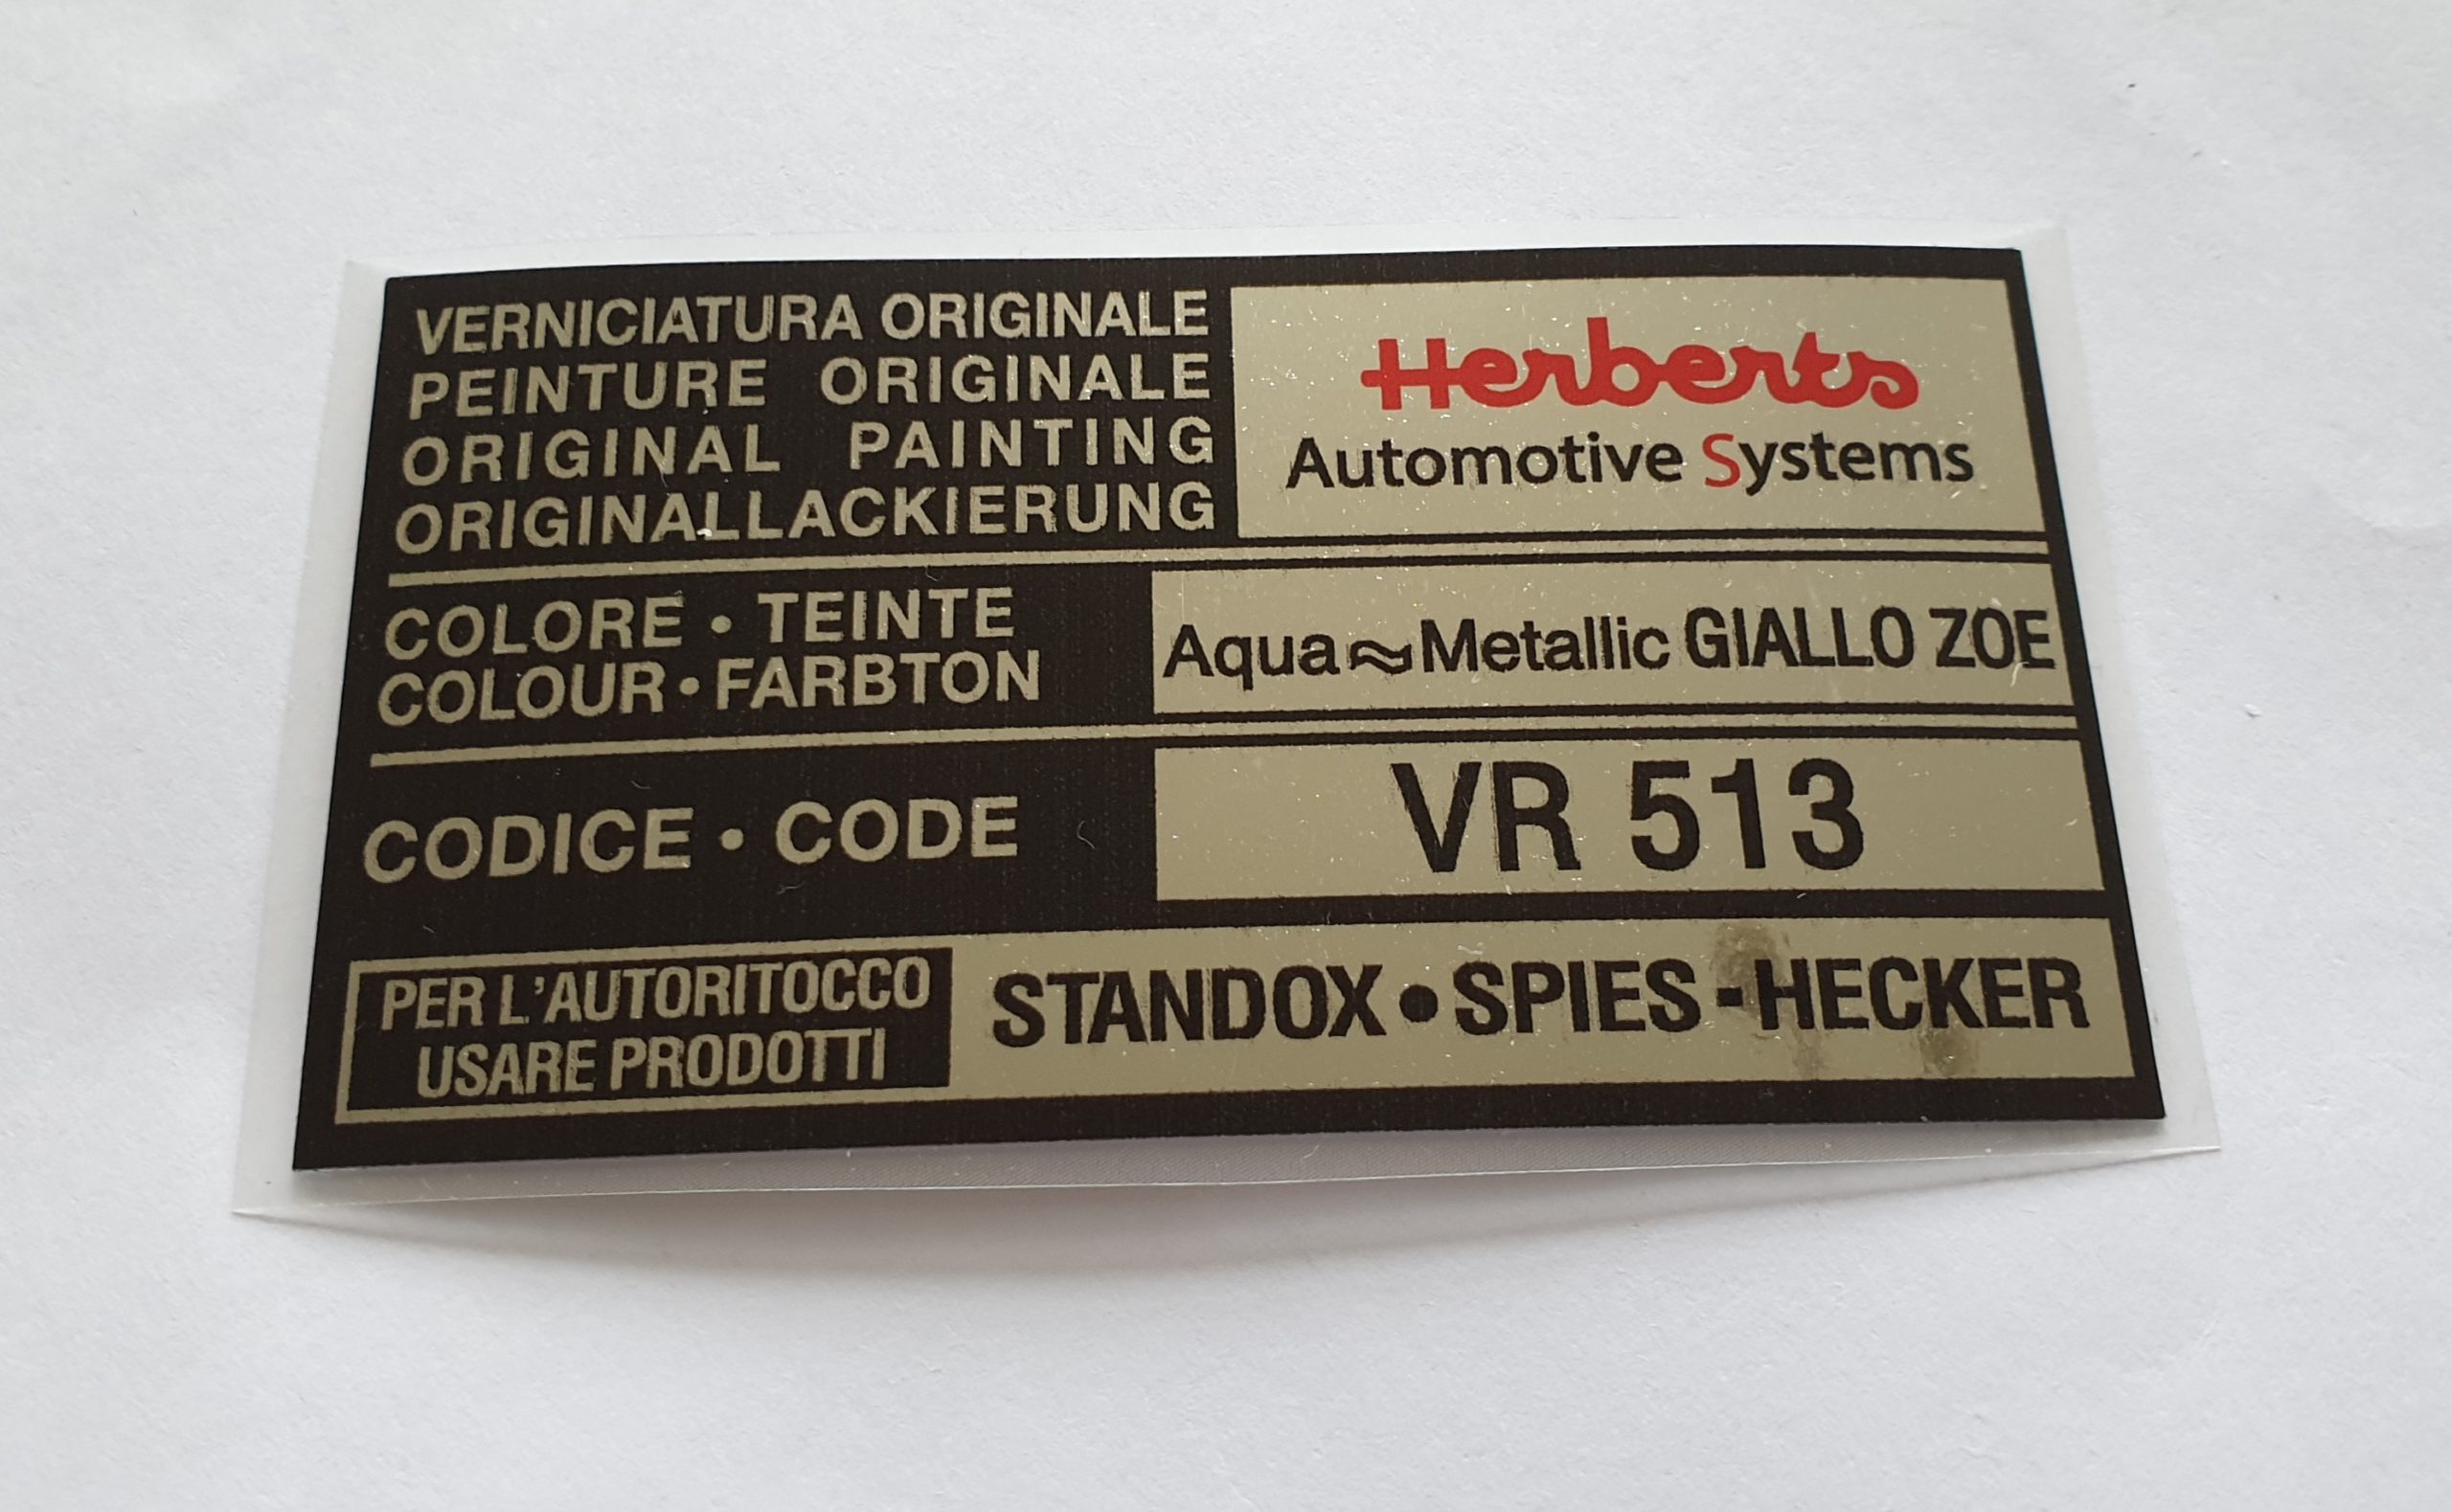 VERNICIATURA ORIGINALE
PEINTURE ORIGINALE
ORIGINAL PAINTING
ORIGINALLACKIERUNG
Herberts
Automotive Systems
COLORE • TEINTE
COLOUR • FARBTON
Aqua≈Metallic GIALLO ZOE
CODICE • CODE
VR 513
PER L'AUTORITOCCO
USARE PRODOTTI
STANDOX • SPIES-HECKER